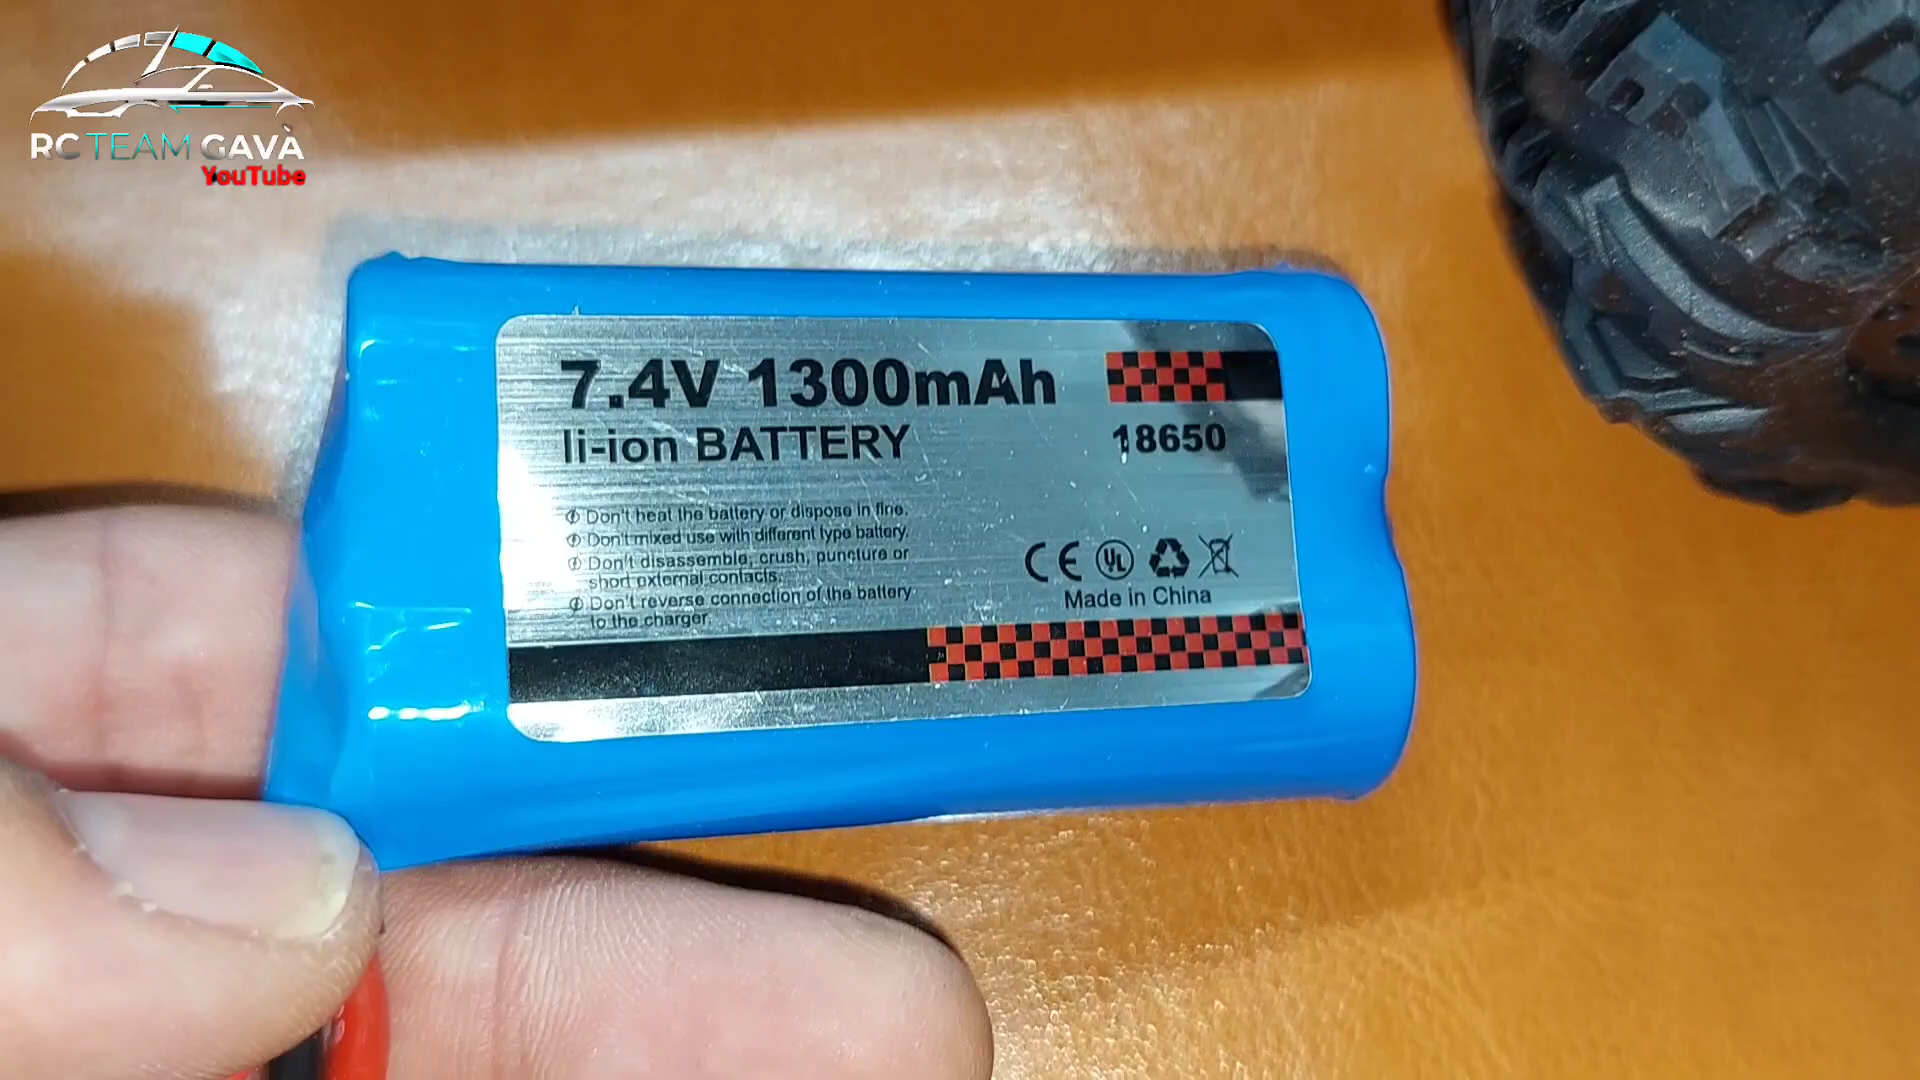 RC TEAM GAVÀ
YouTube
7.4V 1300mAh
li-ion BATTERY
18650
Don't heat the battery or dispose in fire.
Don't mixed use with different type battery.
Don't disassemble, crush, puncture or
short external contacts.
Don't reverse connection of the battery
to the charger.
CE UL
Made in China